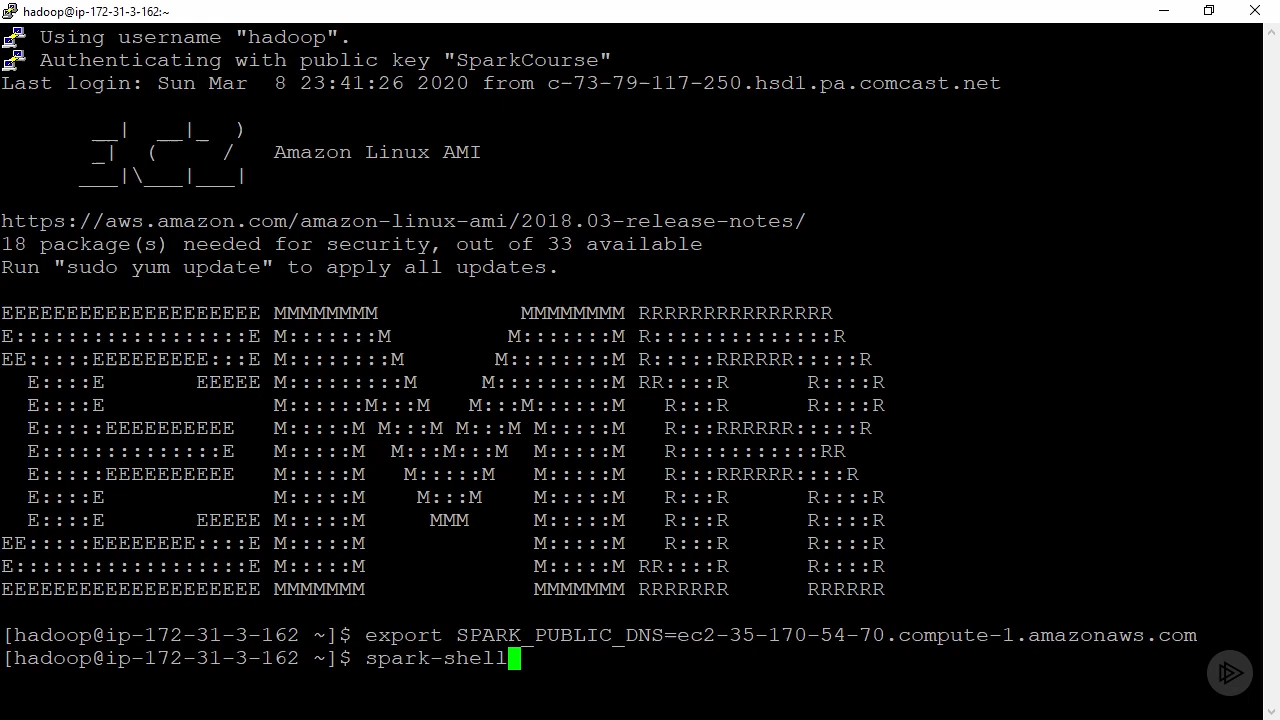 hadoop@ip-172-31-3-162:~
Using username "hadoop".
Authenticating with public key "SparkCourse"
Last login: Sun Mar  8 23:41:26 2020 from c-73-79-117-250.hsd1.pa.comcast.net
       __|  __|_  )
       _|  (     /   Amazon Linux AMI
      ___|\___|___|
https://aws.amazon.com/amazon-linux-ami/2018.03-release-notes/
18 package(s) needed for security, out of 33 available
Run "sudo yum update" to apply all updates.
EEEEEEEEEEEEEEEEEEEE MMMMMMMM           MMMMMMMM RRRRRRRRRRRRRRR
E::::::::::::::::::E M:::::::M         M:::::::M R::::::::::::::R
EE:::::EEEEEEEEE:::E M::::::::M       M::::::::M R:::::RRRRRR:::::R
  E::::E       EEEEE M:::::::::M     M:::::::::M RR::::R      R::::R
  E::::E             M::::::M:::M   M:::M::::::M   R:::R      R::::R
  E:::::EEEEEEEEEE   M:::::M M:::M M:::M M:::::M   R:::RRRRRR:::::R
  E::::::::::::::E   M:::::M  M:::M:::M  M:::::M   R:::::::::::RR
  E:::::EEEEEEEEEE   M:::::M   M:::::M   M:::::M   R:::RRRRRR::::R
  E::::E             M:::::M    M:::M    M:::::M   R:::R      R::::R
  E::::E       EEEEE M:::::M     MMM     M:::::M   R:::R      R::::R
EE:::::EEEEEEEE::::E M:::::M             M:::::M   R:::R      R::::R
E::::::::::::::::::E M:::::M             M:::::M RR::::R      R::::R
EEEEEEEEEEEEEEEEEEEE MMMMMMM             MMMMMMM RRRRRRR      RRRRRR
[hadoop@ip-172-31-3-162 ~]$ export SPARK_PUBLIC_DNS=ec2-35-170-54-70.compute-1.amazonaws.com
[hadoop@ip-172-31-3-162 ~]$ spark-shell